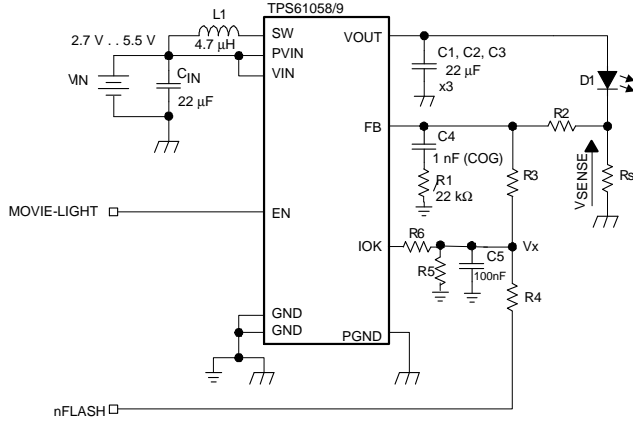 TPS61058/9
L1
4.7 μH
SW
PVIN
VIN
VOUT
2.7 V . . 5.5 V
VIN
CIN
22 μF
C1, C2, C3
22 μF
x3
D1
FB
R2
C4
1 nF (COG)
R1
22 kΩ
R3
VSENSE
Rs
MOVIE-LIGHT
EN
IOK
R6
Vx
R5
C5
100nF
R4
GND
GND
PGND
nFLASH